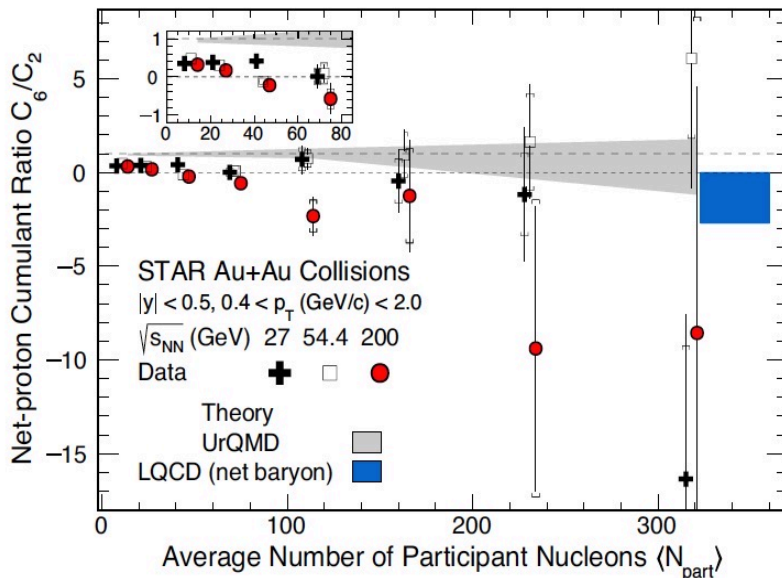 1
0
−1
0 20 40 60 80
5
0
−5
−10
−15
Net-proton Cumulant Ratio C6/C2
STAR Au+Au Collisions
|y| < 0.5, 0.4 < pT (GeV/c) < 2.0
√sNN (GeV) 27 54.4 200
Data
Theory
UrQMD
LQCD (net baryon)
0 100 200 300
Average Number of Participant Nucleons ⟨Npart⟩